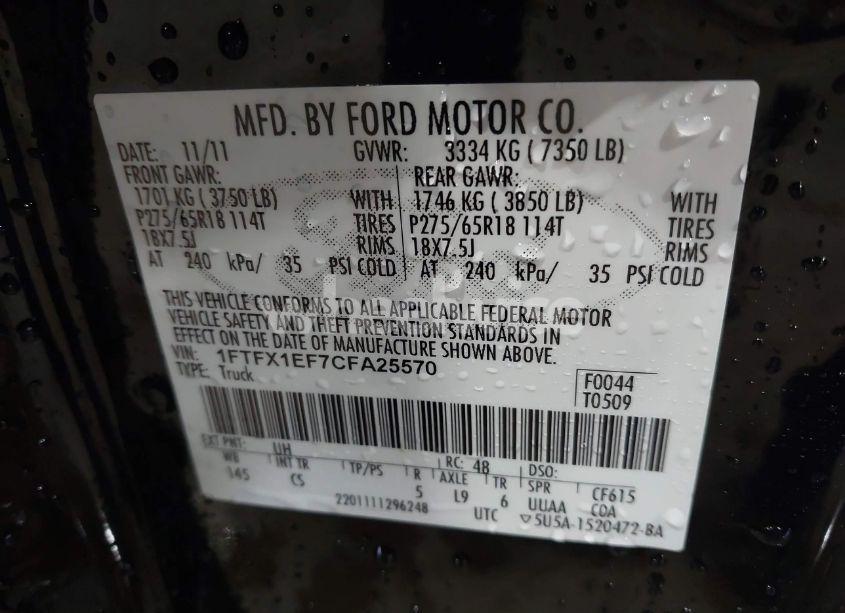 MFD. BY FORD MOTOR CO.
DATE: 11/11 GVWR: 3334 KG ( 7350 LB)
FRONT GAWR: REAR GAWR:
1701 KG ( 3750 LB) WITH 1746 KG ( 3850 LB) WITH
P275/65R18 114T TIRES P275/65R18 114T TIRES
18X7.5J RIMS 18X7.5J RIMS
AT 240 kPa/ 35 PSI COLD AT 240 kPa/ 35 PSI COLD
THIS VEHICLE CONFORMS TO ALL APPLICABLE FEDERAL MOTOR
VEHICLE SAFETY AND THEFT PREVENTION STANDARDS IN
EFFECT ON THE DATE OF MANUFACTURE SHOWN ABOVE.
VIN: 1FTFX1EF7CFA25570
TYPE: Truck
F0044
T0509
EXT PNT: UH RC: 48 DSO:
WB INT TR TP/PS R AXLE TR SPR CF615
145 CS 5 L9 6 UUAA COA
2201111296248 UTC ▽5U5A-1520472-BA